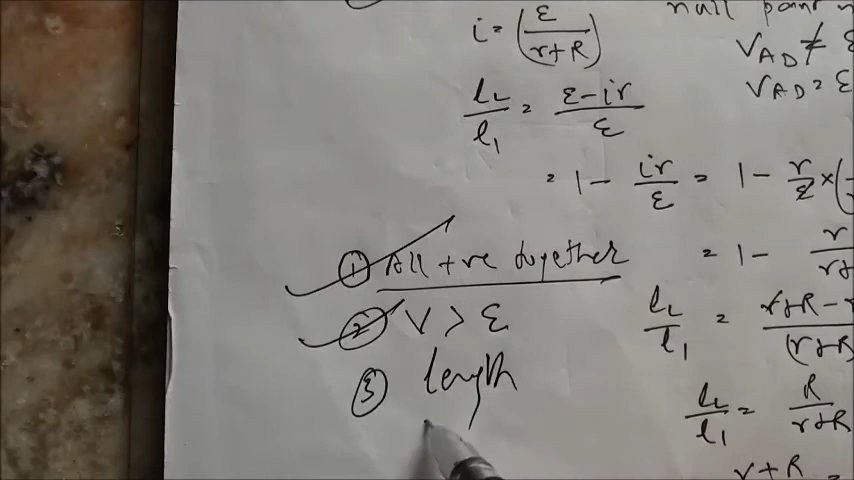 i = (ε / r+R)
null point
V_AD ≠ ε
V_AD = ε
l₂/l₁ = ε-ir/ε
= 1 - ir/ε = 1 - r/ε × (
= 1 - r/r+
① All +ve together
l₂/l₁ = r+R-r/(r+R)
② V > ε
③ length
l₂/l₁ = R/r+R
r+R =